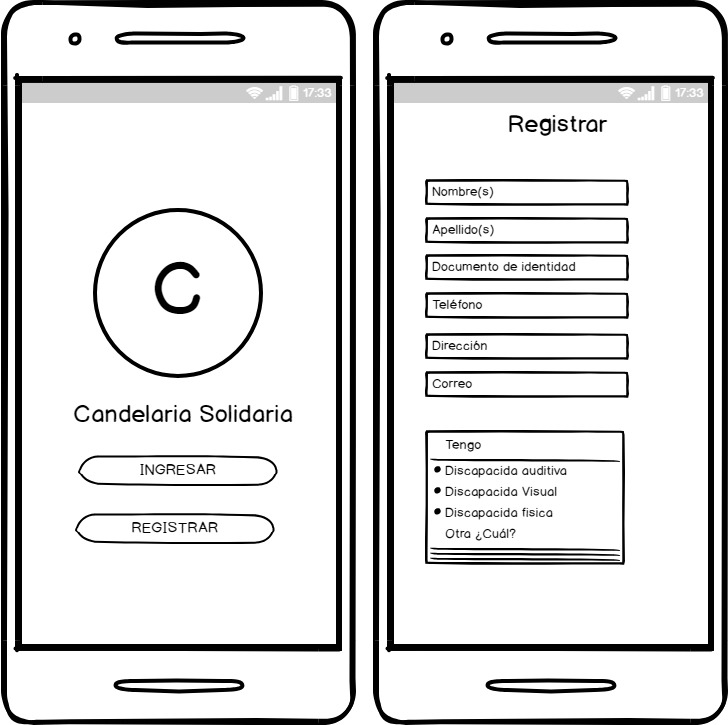 17:33
C
Candelaria Solidaria
INGRESAR
REGISTRAR
17:33
Registrar
Nombre(s)
Apellido(s)
Documento de identidad
Teléfono
Dirección
Correo
Tengo
Discapacida auditiva
Discapacida Visual
Discapacida fisica
Otra ¿Cuál?